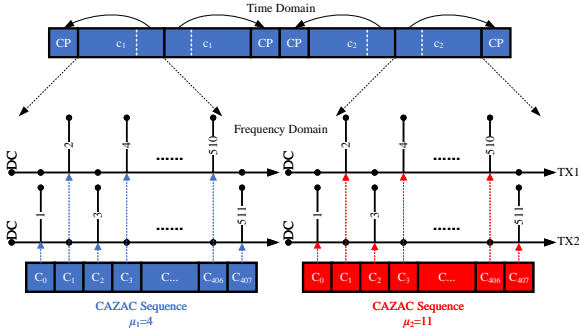 Time Domain
CP c1 c1 CP CP c2 c2 CP
Frequency Domain
DC 2 4 ...... 510 DC 2 4 ...... 510 TX1
DC 1 3 ...... 511 DC 1 3 ...... 511 TX2
C0 C1 C2 C3 C... C406 C407 C0 C1 C2 C3 C... C406 C407
CAZAC Sequence CAZAC Sequence
μ1=4 μ2=11